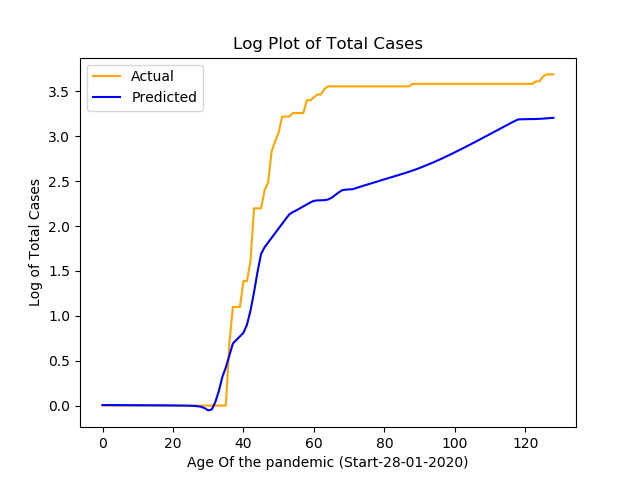 Log Plot of Total Cases
Actual
Predicted
3.5
3.0
2.5
2.0
1.5
1.0
0.5
0.0
Log of Total Cases
0 20 40 60 80 100 120
Age Of the pandemic (Start-28-01-2020)